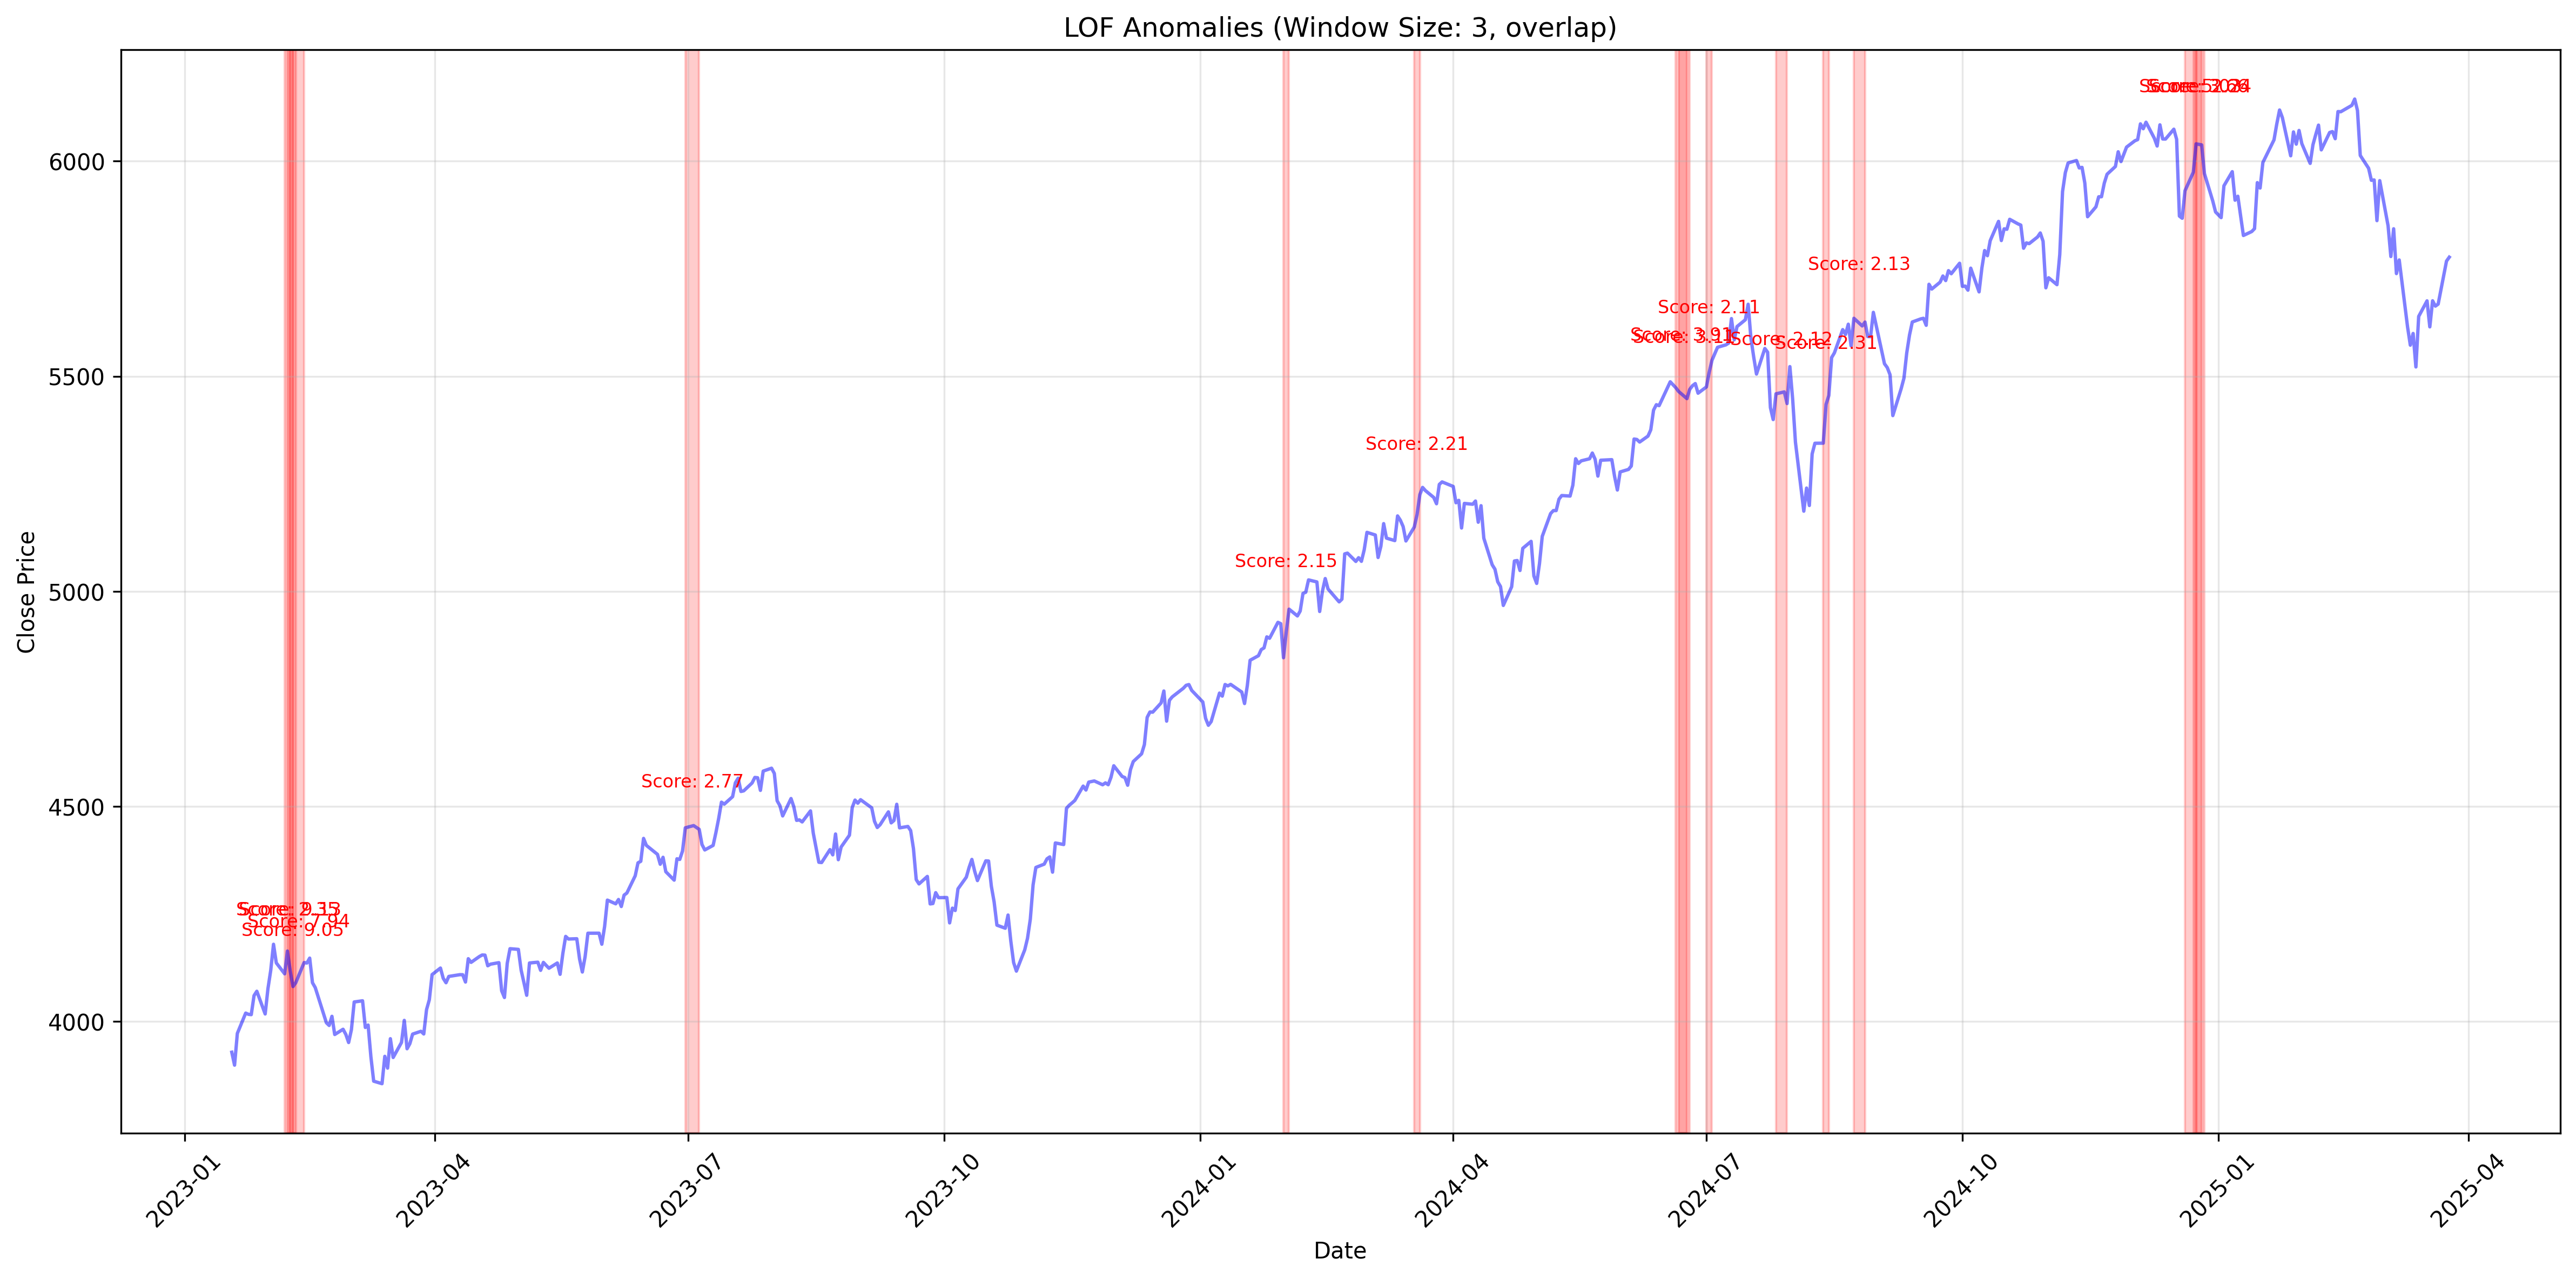 LOF Anomalies (Window Size: 3, overlap)
Close Price
6000
5500
5000
4500
4000
Score: 2.13
Score: 2.11
Score: 2.12
Score: 2.31
Score: 2.21
Score: 2.15
Score: 2.77
Score: 7.94
Score: 9.05
2023-01
2023-04
2023-07
2023-10
2024-01
2024-04
2024-07
2024-10
2025-01
2025-04
Date